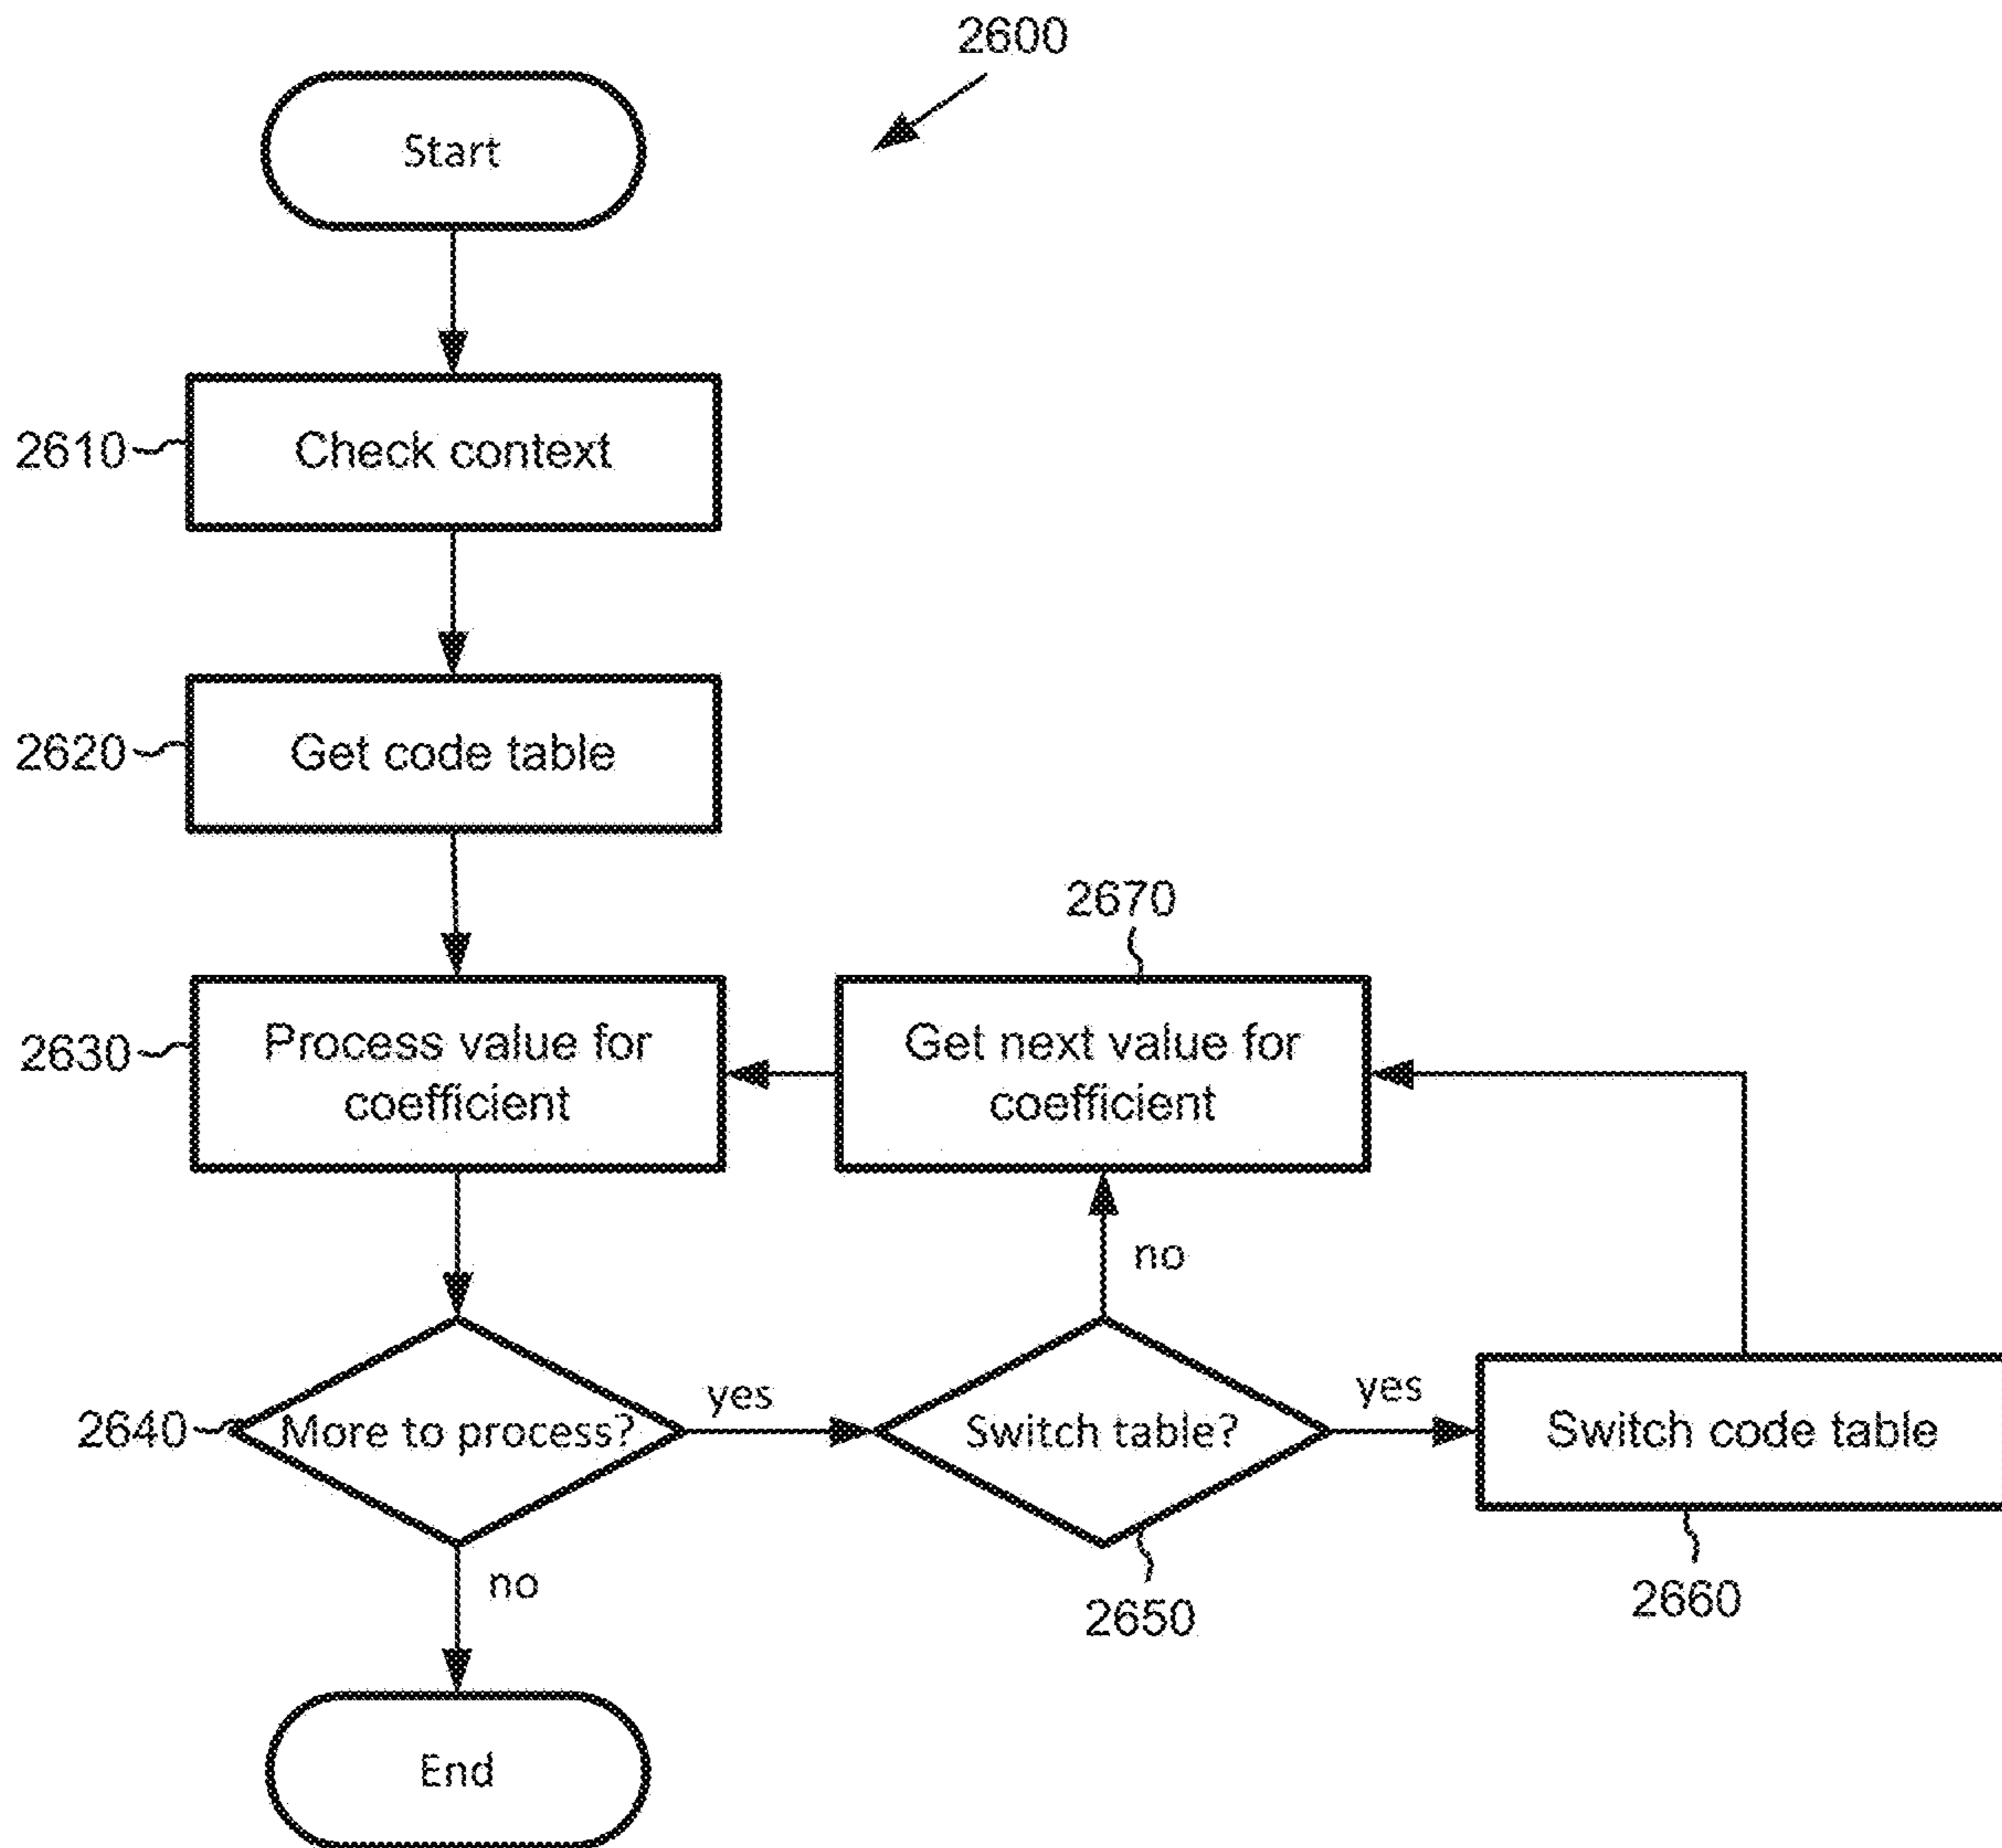 2600
Start
2610
Check context
2620
Get code table
2670
2630
Process value for
coefficient
Get next value for
coefficient
no
2640
More to process?
yes
Switch table?
yes
Switch code table
no
2650
2660
End